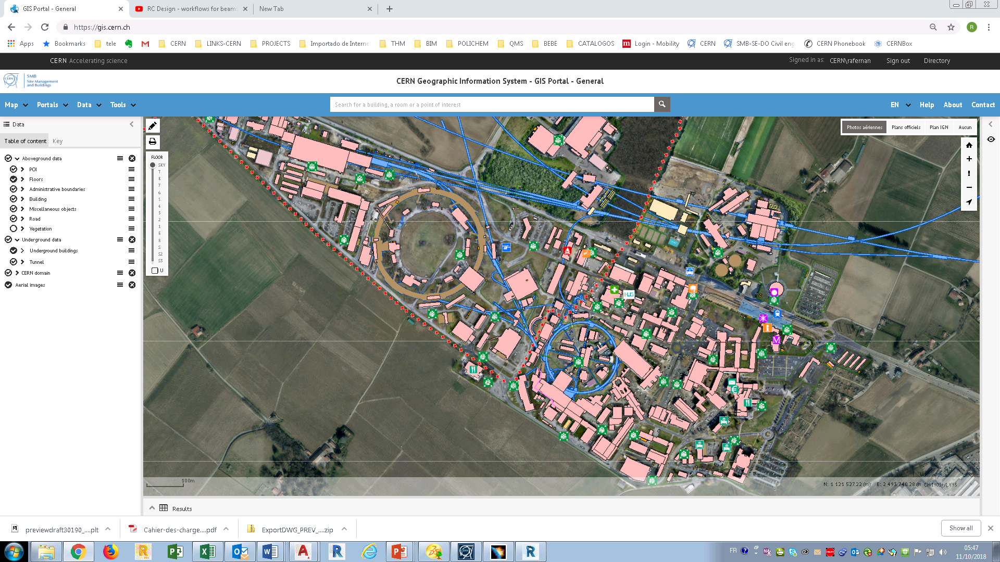 GIS Portal - General
RC Design - workflows for beams
New Tab
https://gis.cern.ch
R
Apps Bookmarks tele CERN LINKS-CERN PROJECTS Importado de Interne THM BIM POLICHEM QMS BEBE CATALOGOS Login - Mobility CERN SMB-SE-DO Civil eng CERN Phonebook CERNBox
CERN Accelerating science
Signed in as: CERN\rafernan Sign out Directory
CERN
SMB
Site Management
and Buildings
CERN Geographic Information System - GIS Portal - General
Map Portals Data Tools
Search for a building, a room or a point of interest
EN Help About Contact
Data
Table of content Key
Aboveground data
POI
Floors
Administrative boundaries
Building
Miscellaneous objects
Road
Vegetation
Underground data
Underground buildings
Tunnel
CERN domain
Aerial images
FLOOR
SKY
T
8
7
6
5
4
3
2
1
E
R
S
S2
S3
U
Photos aériennes Plans officiels Plan IGN Aucun
HUG
M
100m
N: 1 121 527.22 (m) E: 2 493 740.28 (m CH1903+/LV95
Results
previewdraft30190_....plt
Cahier-des-charge....pdf
ExportDWG_PREV_....zip
Show all
FR
05:47
11/10/2018